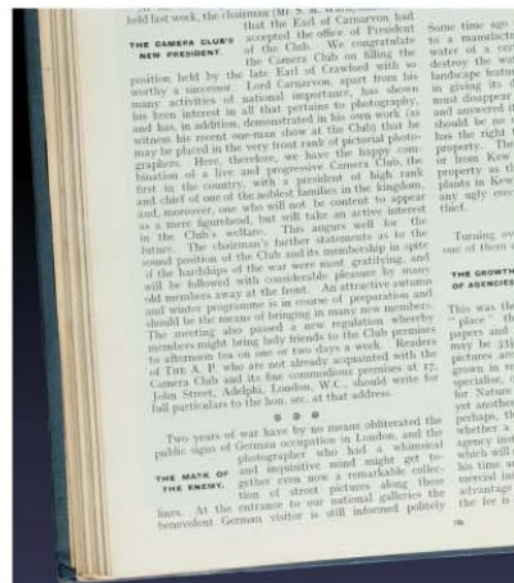 held last week, the chairman (Mr. S. H.
that the Earl of Carnarvon had
THE CAMERA CLUB'S
NEW PRESIDENT.
accepted the office of President
of the Club. We congratulate
the Camera Club on filling the
position held by the late Earl of Crawford with so
worthy a successor. Lord Carnarvon, apart from his
many activities of national importance, has shown
his keen interest in all that pertains to photography,
and has, in addition, demonstrated in his own work (as
witness his recent one-man show at the Club) that he
may be placed in the very front rank of pictorial photo-
graphers. Here, therefore, we have the happy com-
bination of a live and progressive Camera Club, the
first in the country, with a president of high rank
and chief of one of the noblest families in the kingdom,
and, moreover, one who will not be content to appear
as a mere figurehead, but will take an active interest
in the Club's welfare. This augurs well for the
future. The chairman's further statements as to the
sound position of the Club and its membership in spite
of the hardships of the war were most gratifying, and
will be followed with considerable pleasure by many
old members away at the front. An attractive autumn
and winter programme is in course of preparation and
should be the means of bringing in many new members.
The meeting also passed a new regulation whereby
members might bring lady friends to the Club premises
to afternoon tea on one or two days a week. Readers
of THE A. P. who are not already acquainted with the
Camera Club and its fine commodious premises at 17,
John Street, Adelphi, London, W.C., should write for
full particulars to the hon. sec. at that address.
Two years of war have by no means obliterated the
public signs of German occupation in London, and the
photographer who had a whimsical
THE MARK OF
THE ENEMY.
and inquisitive mind might get to-
gether even now a remarkable collec-
tion of street pictures along these
lines. At the entrance to our national galleries the
benevolent German visitor is still informed politely
Some time ago
to a manufact
water of a cer
destroy the wat
landscape featur
in giving its d
must disappear
and answered it
should be no
has the right t
property. The
or from Kew
property as th
plants in Kew
any ugly erec
thief.
Turning ov
one of them
THE GROWTH
OF AGENCIES
This was the
"place" th
papers and
may be 33
pictures are
grown in re
specialise,
for Nature
yet another
perhaps, th
whether a
agency inst
which will
his time an
mercial in
advantage
the fee is